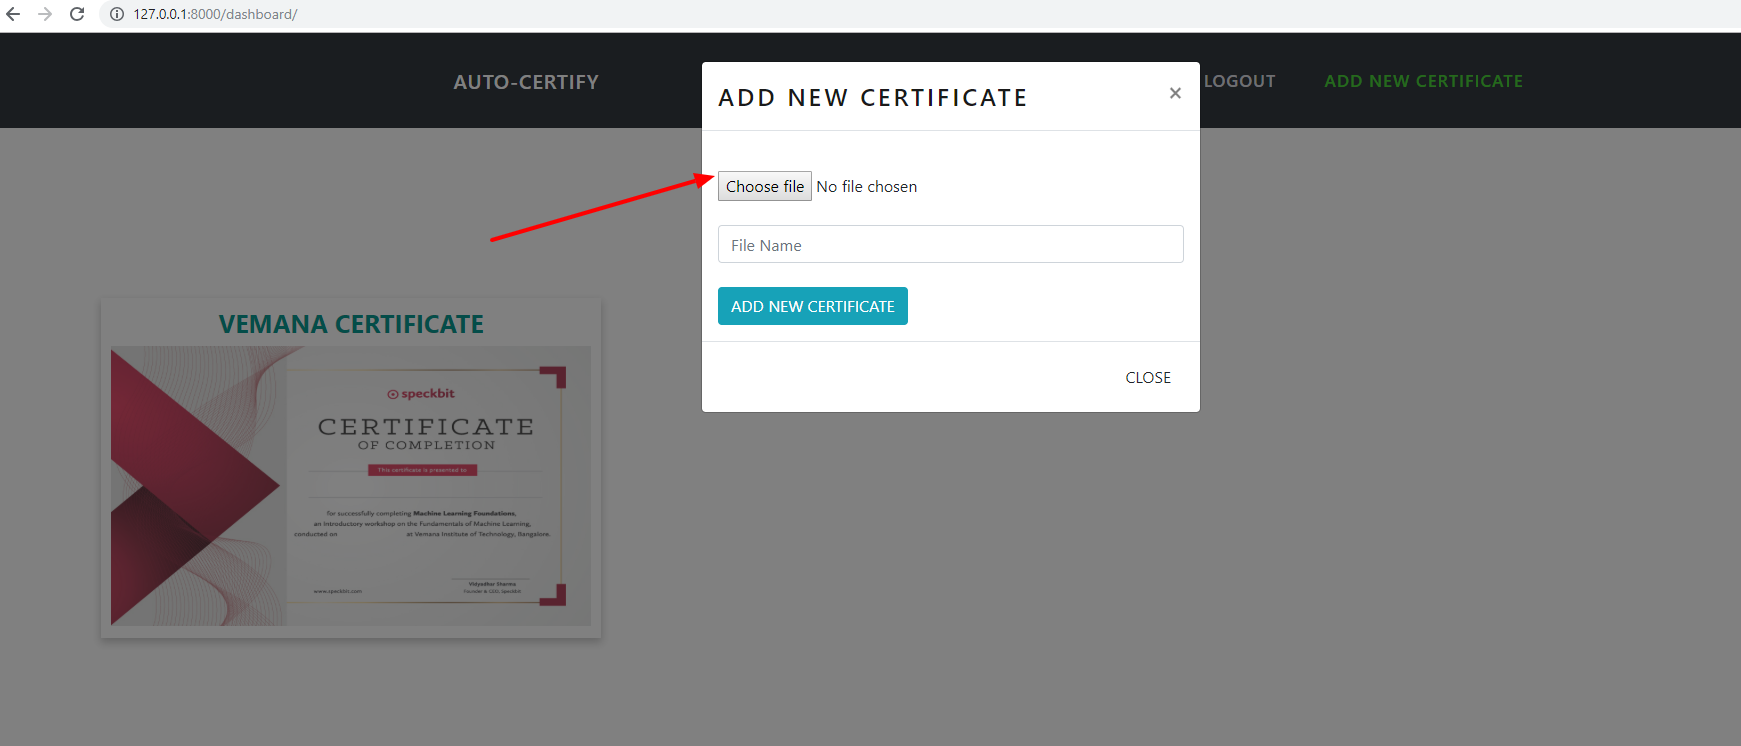 127.0.0.1:8000/dashboard/
AUTO-CERTIFY
LOGOUT
ADD NEW CERTIFICATE
ADD NEW CERTIFICATE
×
Choose file No file chosen
File Name
ADD NEW CERTIFICATE
CLOSE
VEMANA CERTIFICATE
speckbit
CERTIFICATE
OF COMPLETION
This certificate is presented to
for successfully completing Machine Learning Foundations,
an Introductory workshop on the Fundamentals of Machine Learning,
conducted on at Vemana Institute of Technology, Bangalore.
Vidyadhar Sharma
Founder & CEO, Speckbit
www.speckbit.com